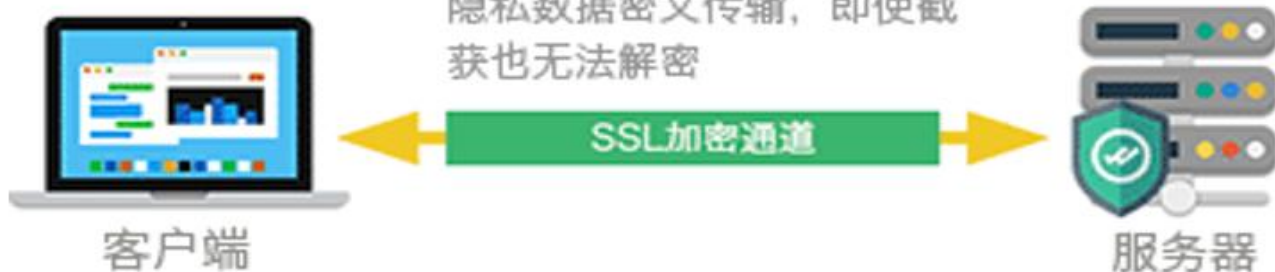 隐私数据密文传输，即使截
获也无法解密
SSL加密通道
客户端
服务器